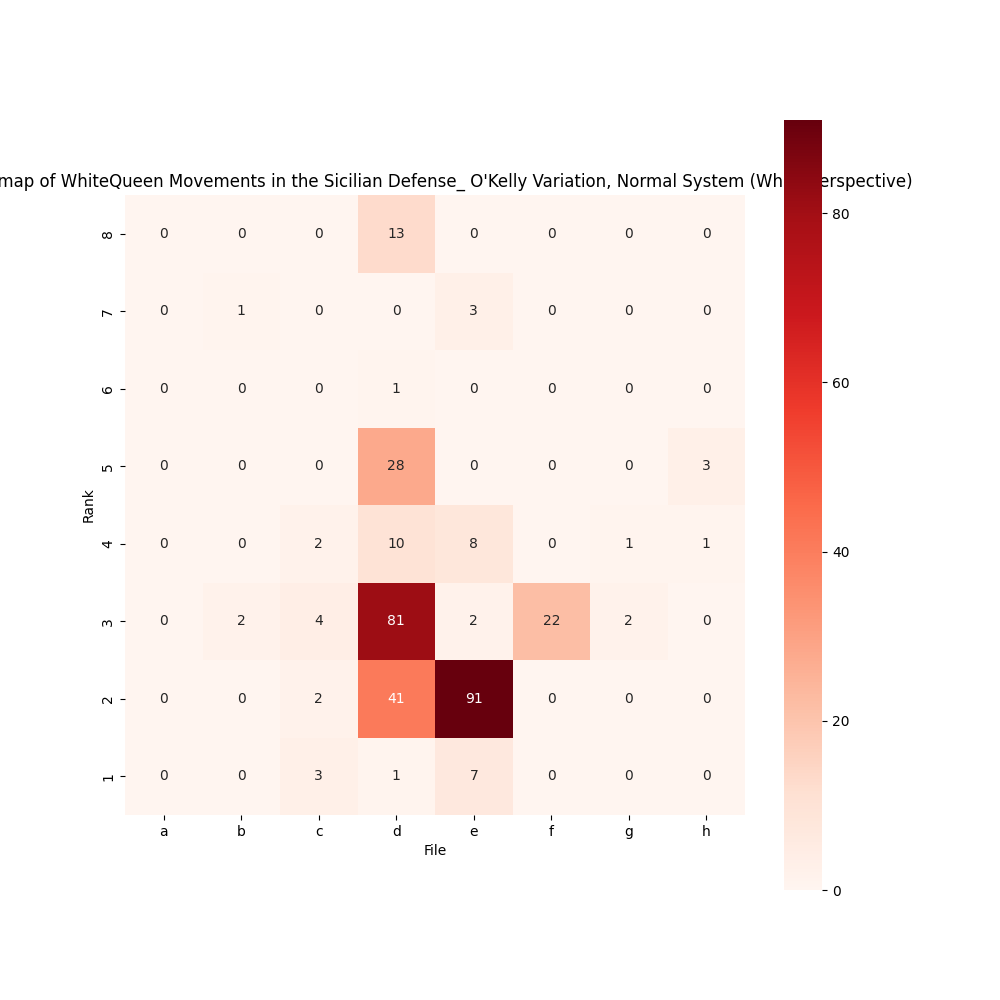 map of WhiteQueen Movements in the Sicilian Defense_ O'Kelly Variation, Normal System (Wh erspective)
8 0 0 0 13 0 0 0 0
7 0 1 0 0 3 0 0 0
6 0 0 0 1 0 0 0 0
5 0 0 0 28 0 0 0 3
4 0 0 2 10 8 0 1 1
3 0 2 4 81 2 22 2 0
2 0 0 2 41 91 0 0 0
1 0 0 3 1 7 0 0 0
a b c d e f g h
Rank
File
80
60
40
20
0